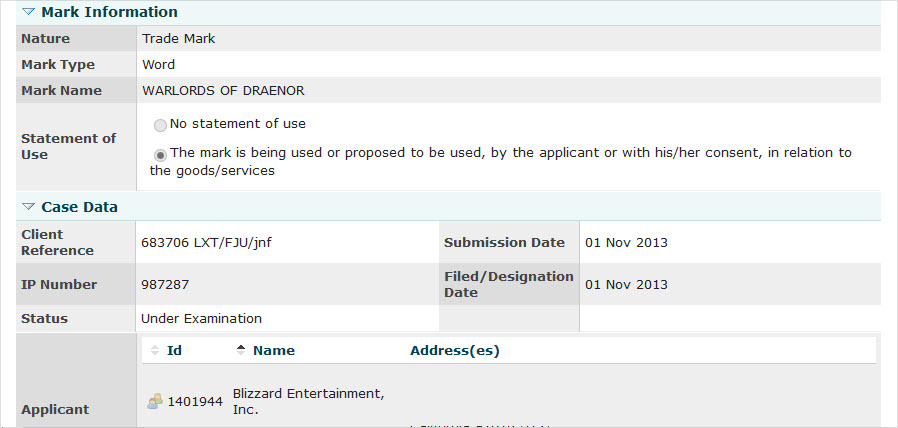 Mark Information
Nature Trade Mark
Mark Type Word
Mark Name WARLORDS OF DRAENOR
Statement of Use
No statement of use
The mark is being used or proposed to be used, by the applicant or with his/her consent, in relation to
the goods/services
Case Data
Client Reference 683706 LXT/FJU/jnf Submission Date 01 Nov 2013
IP Number 987287 Filed/Designation Date 01 Nov 2013
Status Under Examination
Id Name Address(es)
Applicant 1401944 Blizzard Entertainment,
Inc.